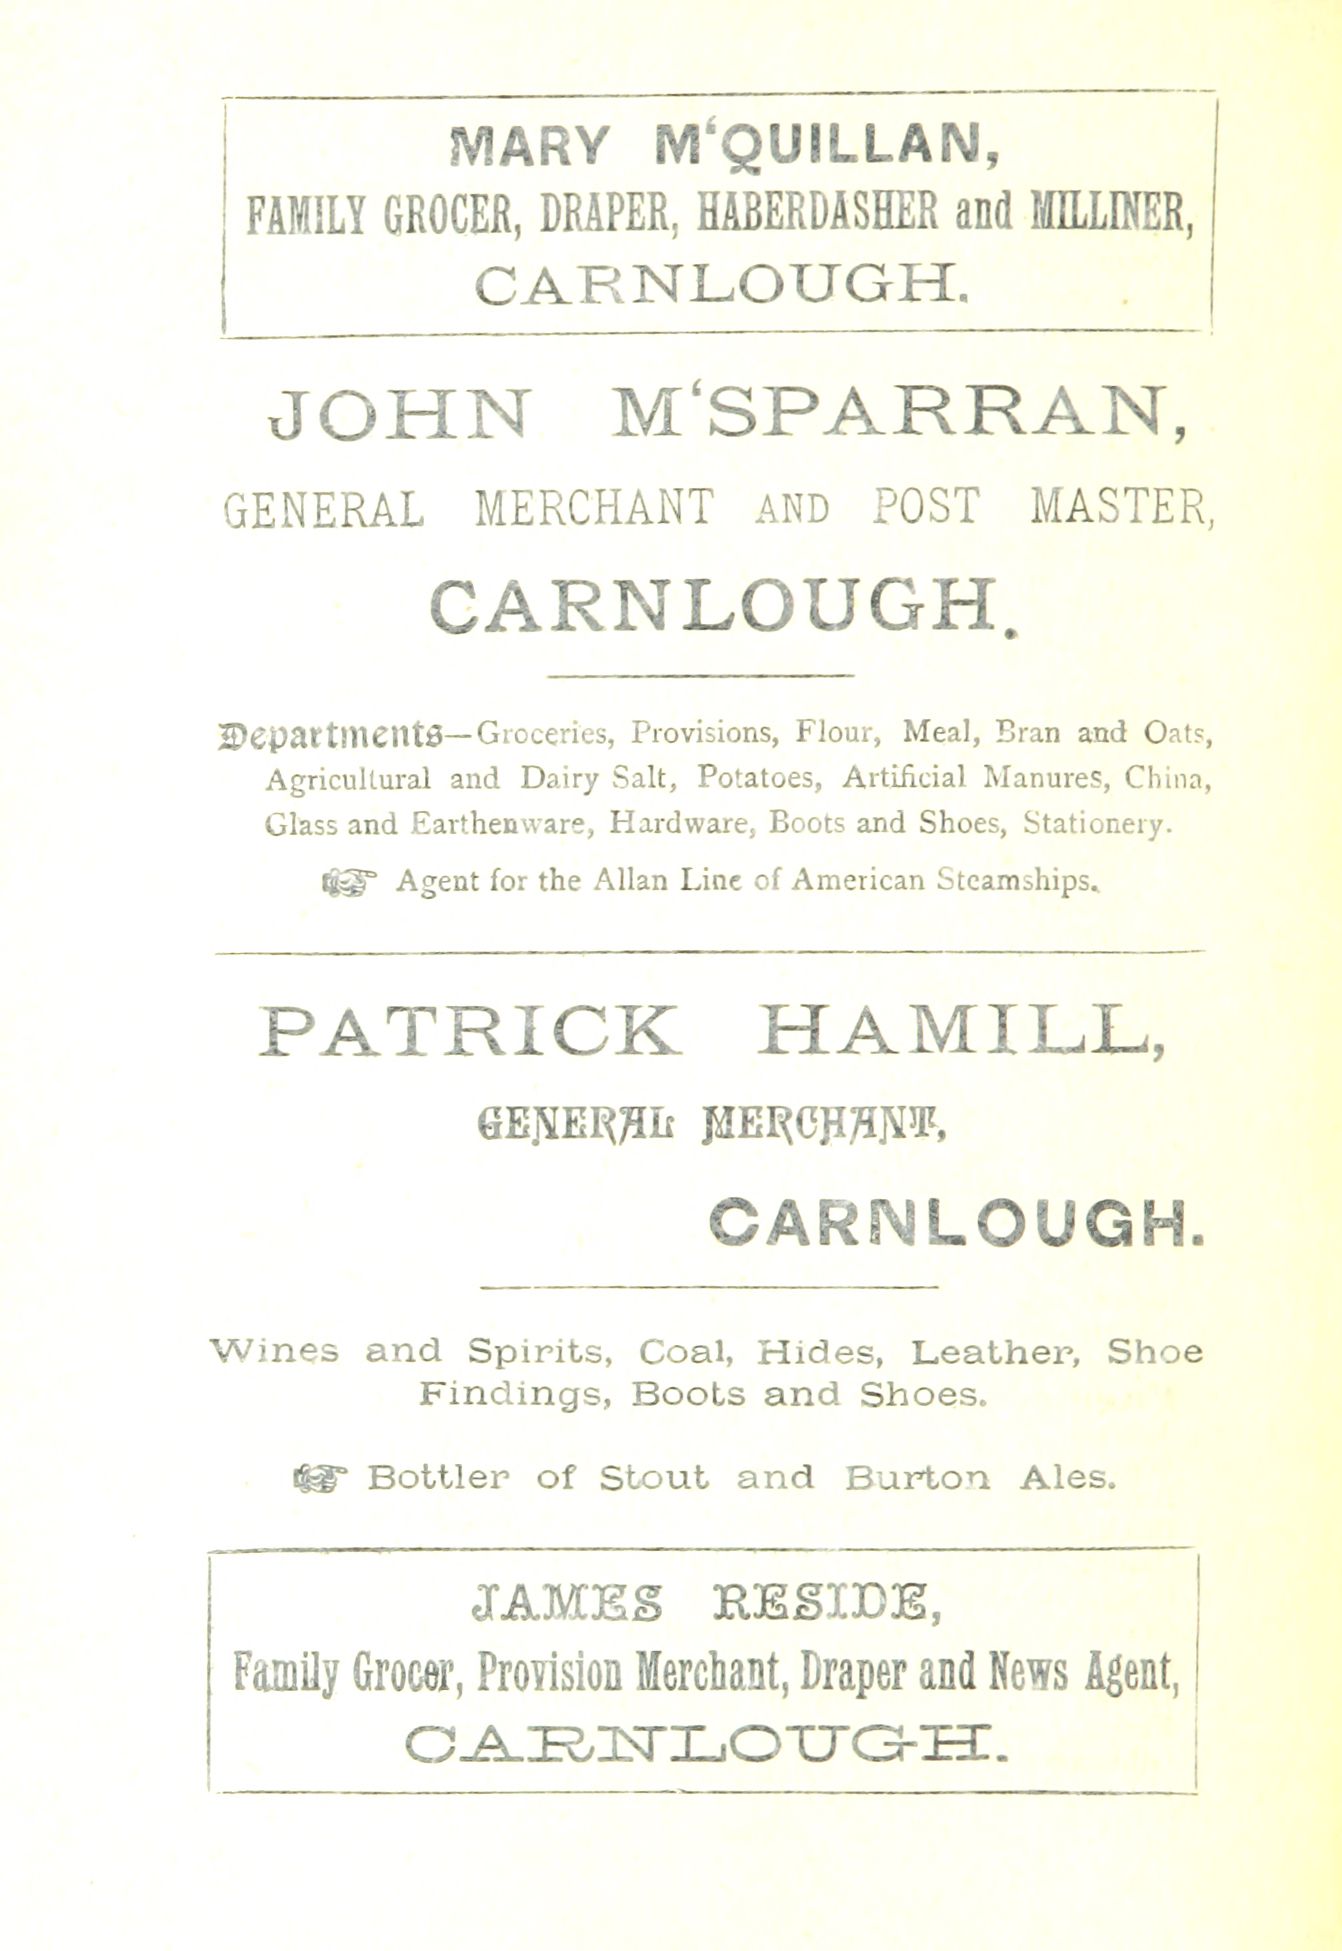 MARY M‘QUILLAN,
FAMILY GROCER, DRAPER, HABERDASHER and MILLINER,
CARNLOUGH.
JOHN M‘SPARRAN,
GENERAL MERCHANT AND POST MASTER,
CARNLOUGH.
Departments—Groceries, Provisions, Flour, Meal, Bran and Oats,
Agricultural and Dairy Salt, Potatoes, Artificial Manures, China,
Glass and Earthenware, Hardware, Boots and Shoes, Stationery.
☞ Agent for the Allan Line of American Steamships.
PATRICK HAMILL,
GENERAL MERCHANT,
CARNLOUGH.
Wines and Spirits, Coal, Hides, Leather, Shoe
Findings, Boots and Shoes.
☞ Bottler of Stout and Burton Ales.
JAMES RESIDE,
Family Grocer, Provision Merchant, Draper and News Agent,
CARNLOUGH.